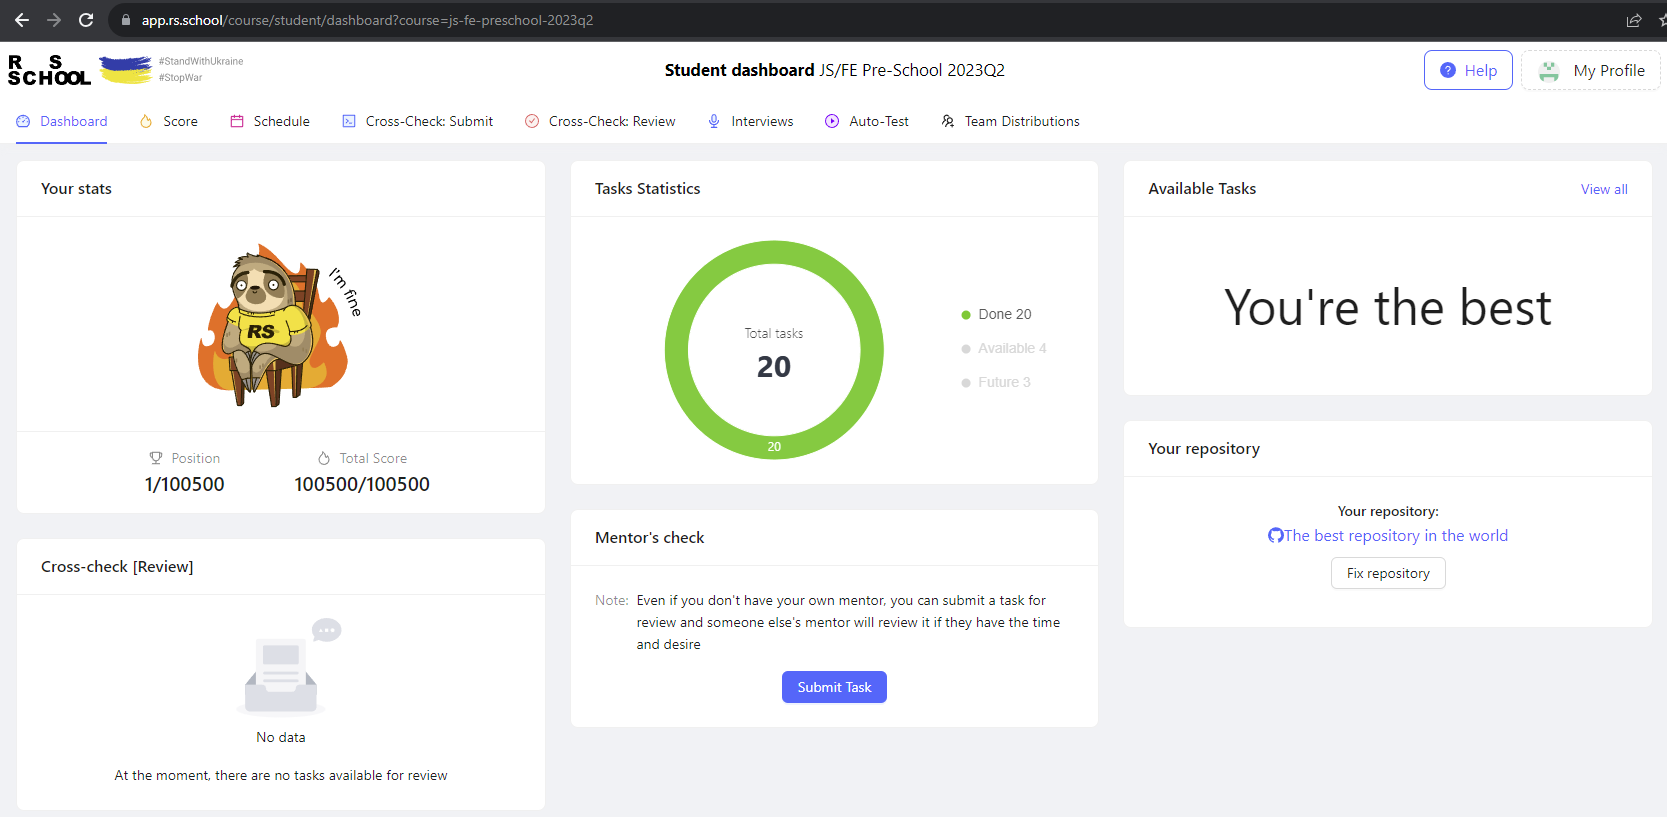 app.rs.school/course/student/dashboard?course=js-fe-preschool-2023q2
RS
SCHOOL
#StandWithUkraine
#StopWar
Student dashboard JS/FE Pre-School 2023Q2
Help
My Profile
Dashboard
Score
Schedule
Cross-Check: Submit
Cross-Check: Review
Interviews
Auto-Test
Team Distributions
Your stats
I'm fine
RS
Position
1/100500
Total Score
100500/100500
Cross-check [Review]
No data
At the moment, there are no tasks available for review
Tasks Statistics
Total tasks
20
20
Done 20
Available 4
Future 3
Mentor's check
Note: Even if you don't have your own mentor, you can submit a task for
review and someone else's mentor will review it if they have the time
and desire
Submit Task
Available Tasks
View all
You're the best
Your repository
Your repository:
The best repository in the world
Fix repository